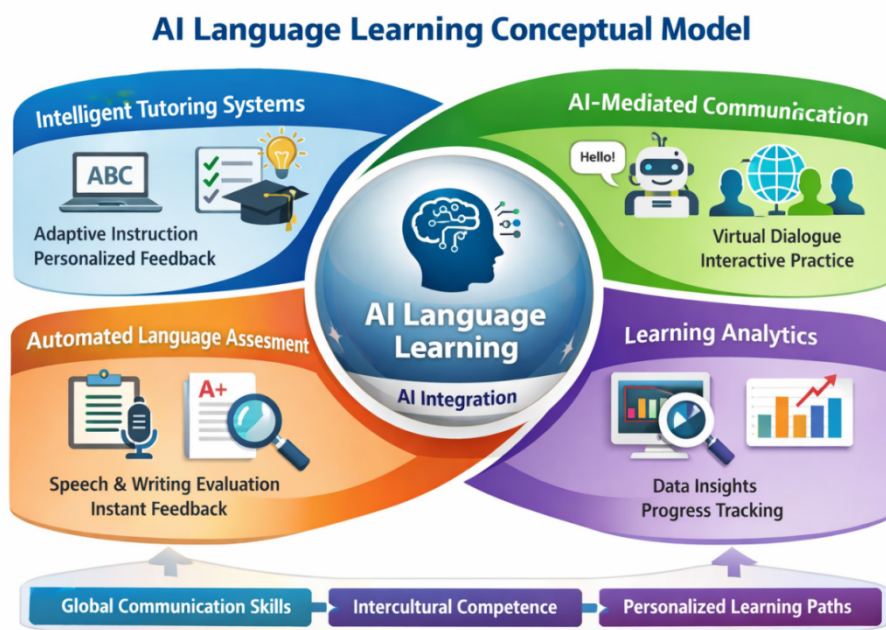 AI Language Learning Conceptual Model
Intelligent Tutoring Systems
ABC
Adaptive Instruction
Personalized Feedback
AI-Mediated Communication
Hello!
Virtual Dialogue
Interactive Practice
AI Language
Learning
AI Integration
Automated Language Assesment
A+
Speech & Writing Evaluation
Instant Feedback
Learning Analytics
Data Insights
Progress Tracking
Global Communication Skills
Intercultural Competence
Personalized Learning Paths